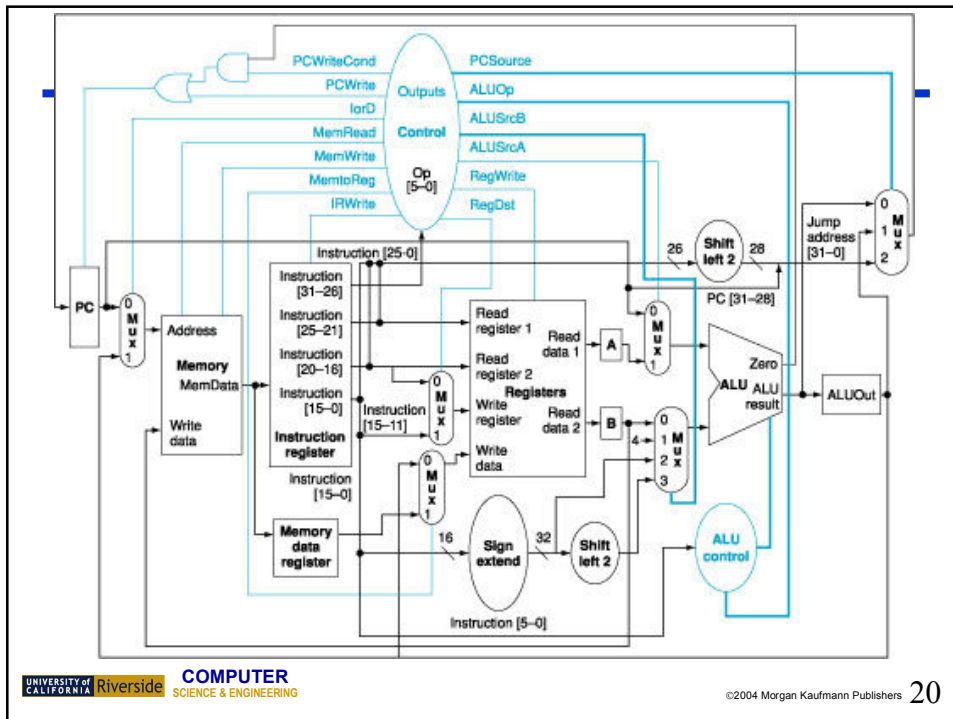 PCWriteCond
PCWrite
IorD
MemRead
MemWrite
MemtoReg
IRWrite
Outputs
Control
Op
[5–0]
PCSource
ALUOp
ALUSrcB
ALUSrcA
RegWrite
RegDst
Instruction [25-0]
26
Shift
left 2
28
Jump
address
[31-0]
0
1
2
Mux
PC [31–28]
PC
0
Mux
1
Address
Memory
MemData
Write
data
Instruction
[31–26]
Instruction
[25–21]
Instruction
[20–16]
Instruction
[15–0]
Instruction
register
Instruction
[15–11]
Instruction
[15–0]
0
Mux
1
0
Mux
1
Read
register 1
Read
register 2
Registers
Write
register
Write
data
Read
data 1
Read
data 2
A
B
0
Mux
1
4
0
1
2
3
Mux
Zero
ALU
ALU
result
ALUOut
Memory
data
register
16
Sign
extend
32
Shift
left 2
ALU
control
Instruction [5–0]
UNIVERSITY of
CALIFORNIA
Riverside
COMPUTER
SCIENCE & ENGINEERING
©2004 Morgan Kaufmann Publishers
20